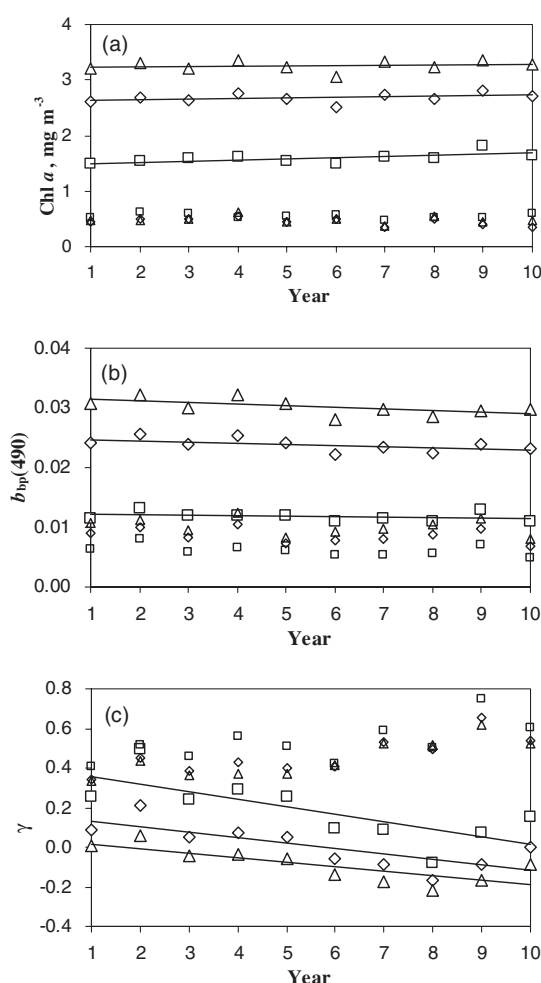 (a)
Chl a, mg m-3
4
3
2
1
0
1 2 3 4 5 6 7 8 9 10
Year
(b)
bbp(490)
0.04
0.03
0.02
0.01
0.00
1 2 3 4 5 6 7 8 9 10
Year
(c)
γ
0.8
0.6
0.4
0.2
0.0
-0.2
-0.4
1 2 3 4 5 6 7 8 9 10
Year